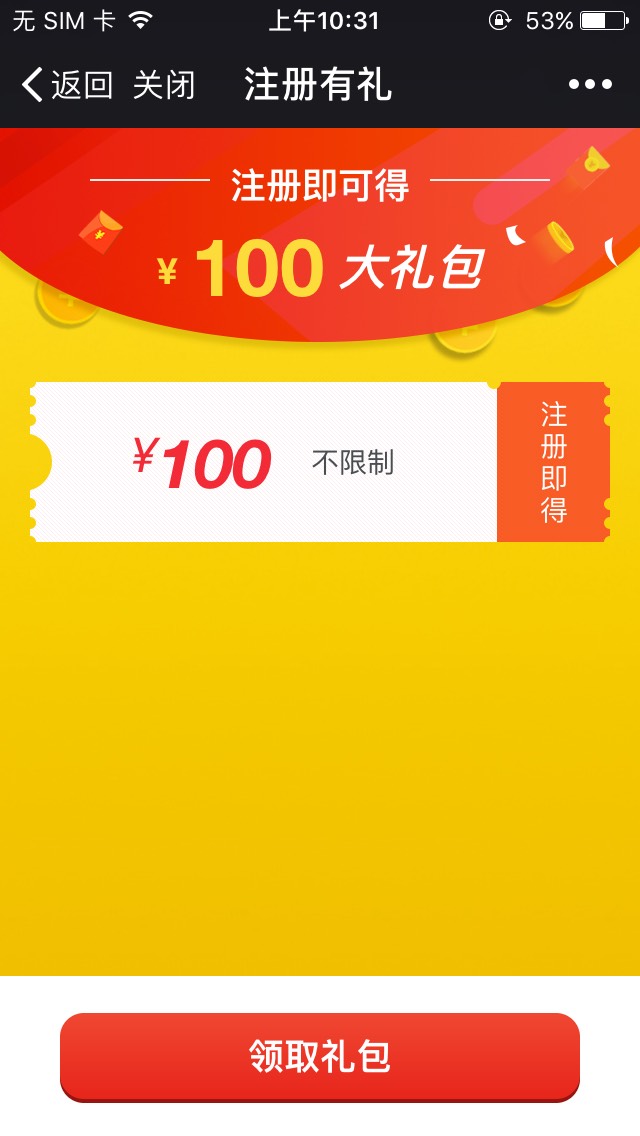 无 SIM 卡 上午10:31 53%
返回 关闭 注册有礼
注册即可得
¥ 100 大礼包
¥100 不限制
注册即得
领取礼包